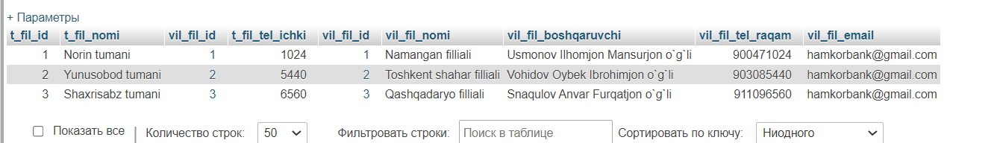 + Параметры
t_fil_id t_fil_nomi vil_fil_id t_fil_tel_ichki vil_fil_id vil_fil_nomi vil_fil_boshqaruvchi vil_fil_tel_raqam vil_fil_email
1 Norin tumani 1 1024 1 Namangan filliali Usmonov Ilhomjon Mansurjon o`g`li 900471024 hamkorbank@gmail.com
2 Yunusobod tumani 2 5440 2 Toshkent shahar filliali Vohidov Oybek Ibrohimjon o`g`li 903085440 hamkorbank@gmail.com
3 Shaxrisabz tumani 3 6560 3 Qashqadaryo filliali Snaqulov Anvar Furqatjon o`g`li 911096560 hamkorbank@gmail.com
Показать все | Количество строк: 50 Фильтровать строки: Поиск в таблице Сортировать по ключу: Ниодного